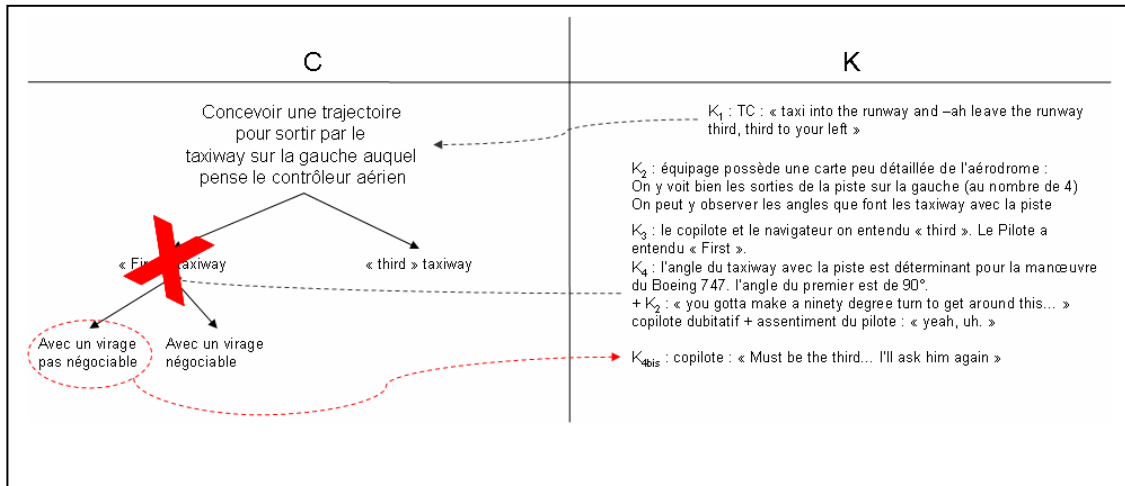 C
K
Concevoir une trajectoire
pour sortir par le
taxiway sur la gauche auquel
pense le contrôleur aérien
« taxiway
« third » taxiway
Avec un virage
pas négociable
Avec un virage
négociable
K1 : TC : « taxi into the runway and –ah leave the runway
third, third to your left »
K2 : équipage possède une carte peu détaillée de l'aérodrome :
On y voit bien les sorties de la piste sur la gauche (au nombre de 4)
On peut y observer les angles que font les taxiway avec la piste
K3 : le copilote et le navigateur on entendu « third ». Le Pilote a
entendu « First ».
K4 : l'angle du taxiway avec la piste est déterminant pour la manœuvre
du Boeing 747. l'angle du premier est de 90°.
+ K2 : « you gotta make a ninety degree turn to get around this... »
copilote dubitatif + assentiment du pilote : « yeah, uh. »
K4bis : copilote : « Must be the third... I'll ask him again »